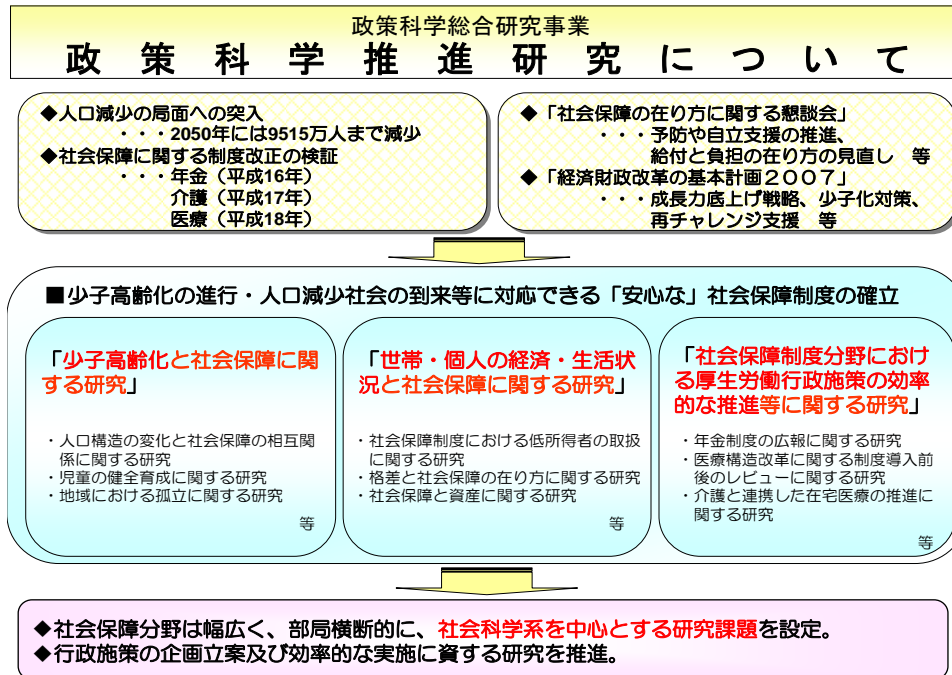 政策科学総合研究事業
政策科学推進研究について
◆人口減少の局面への突入
・・・2050年には9515万人まで減少
◆社会保障に関する制度改正の検証
・・・年金（平成16年）
介護（平成17年）
医療（平成18年）
◆「社会保障の在り方に関する懇談会」
・・・予防や自立支援の推進、
給付と負担の在り方の見直し　等
◆「経済財政改革の基本計画２００７」
・・・成長力底上げ戦略、少子化対策、
再チャレンジ支援　等
■少子高齢化の進行・人口減少社会の到来等に対応できる「安心な」社会保障制度の確立
「少子高齢化と社会保障に関
する研究」
・人口構造の変化と社会保障の相互関
係に関する研究
・児童の健全育成に関する研究
・地域における孤立に関する研究
等
「世帯・個人の経済・生活状
況と社会保障に関する研究」
・社会保障制度における低所得者の取扱
に関する研究
・格差と社会保障の在り方に関する研究
・社会保障と資産に関する研究
等
「社会保障制度分野におけ
る厚生労働行政施策の効率
的な推進等に関する研究」
・年金制度の広報に関する研究
・医療構造改革に関する制度導入前
後のレビューに関する研究
・介護と連携した在宅医療の推進に
関する研究
等
◆社会保障分野は幅広く、部局横断的に、社会科学系を中心とする研究課題を設定。
◆行政施策の企画立案及び効率的な実施に資する研究を推進。